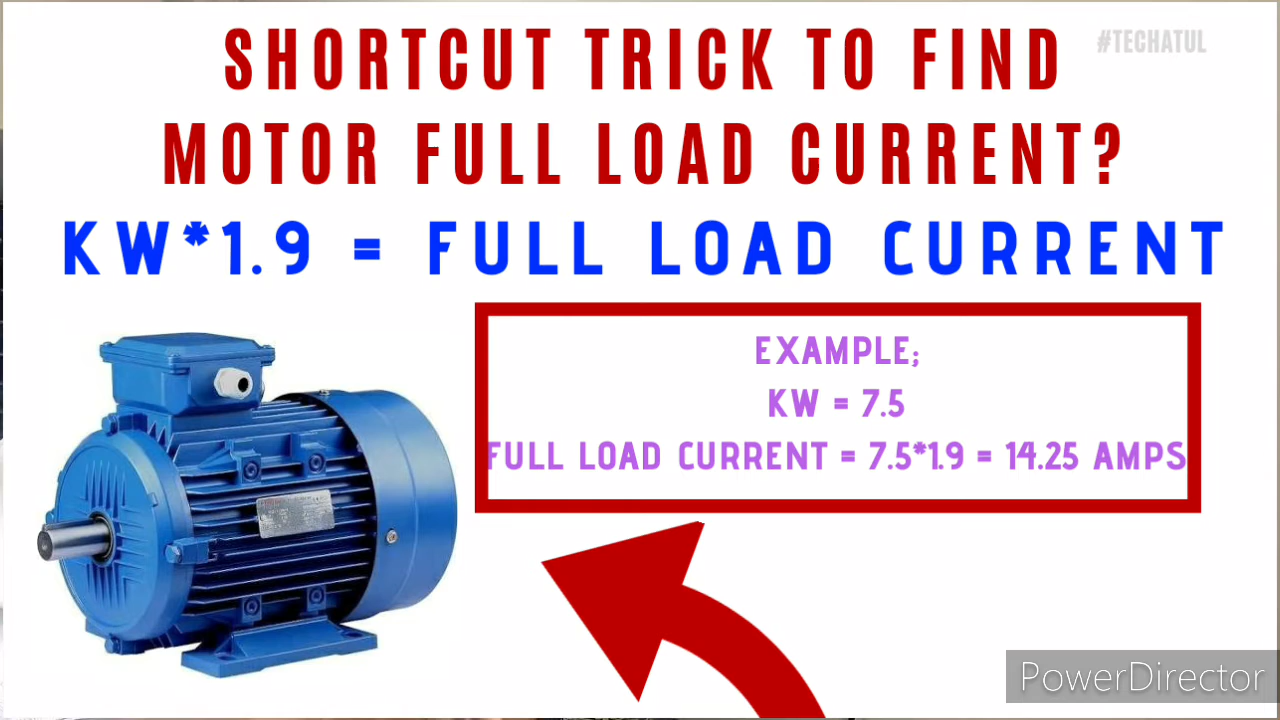 #TECHATUL
SHORTCUT TRICK TO FIND
MOTOR FULL LOAD CURRENT?
KW*1.9 = FULL LOAD CURRENT
EXAMPLE;
KW = 7.5
FULL LOAD CURRENT = 7.5*1.9 = 14.25 AMPS
PowerDirector